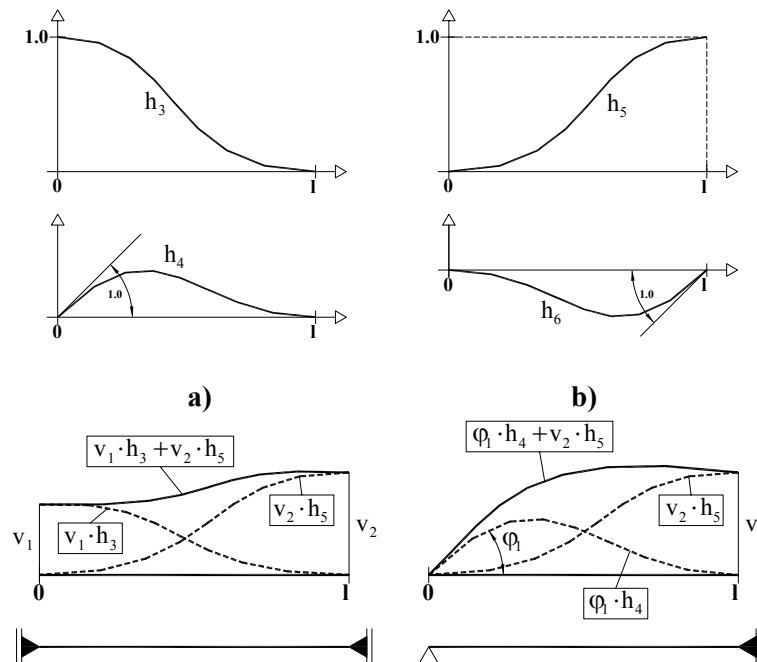 1.0
h₃
0
l
1.0
h₅
0
l
h₄
1.0
0
l
0
l
1.0
h₆
a)
b)
v₁·h₃+v₂·h₅
v₂·h₅
v₁
v₁·h₃
v₂
0
l
φ₁·h₄+v₂·h₅
v₂·h₅
v
φ₁
φ₁·h₄
0
l